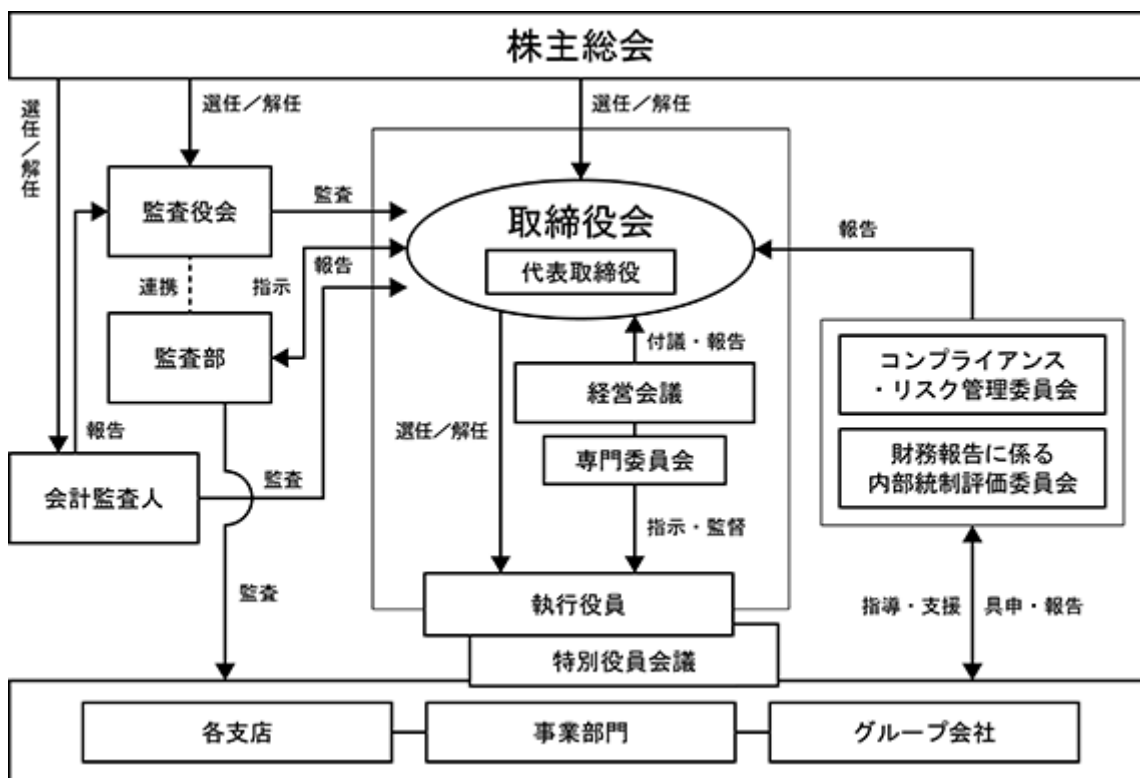 株主総会
選任／解任
選任／解任
選任／解任
監査役会
監査
取締役会
代表取締役
報告
連携
指示
報告
監査部
付議・報告
経営会議
コンプライアンス
・リスク管理委員会
報告
選任／解任
専門委員会
財務報告に係る
内部統制評価委員会
会計監査人
監査
指示・監督
監査
執行役員
指導・支援
具申・報告
特別役員会議
各支店
事業部門
グループ会社